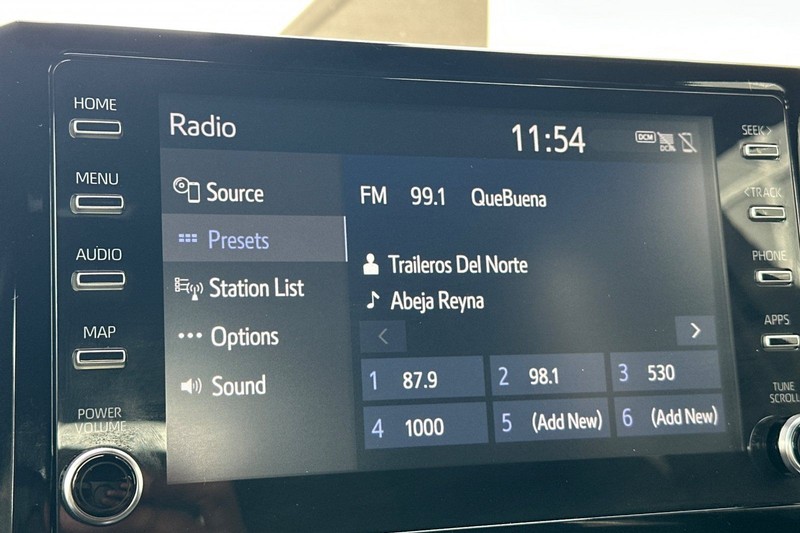 HOME
MENU
AUDIO
MAP
POWER
VOLUME
Radio
11:54
DCM
DCM
Source
Presets
Station List
Options
Sound
FM 99.1 QueBuena
Traileros Del Norte
Abeja Reyna
< >
1 87.9 2 98.1 3 530
4 1000 5 (Add New) 6 (Add New)
SEEK>
<TRACK
PHONE
APPS
TUNE
SCROLL